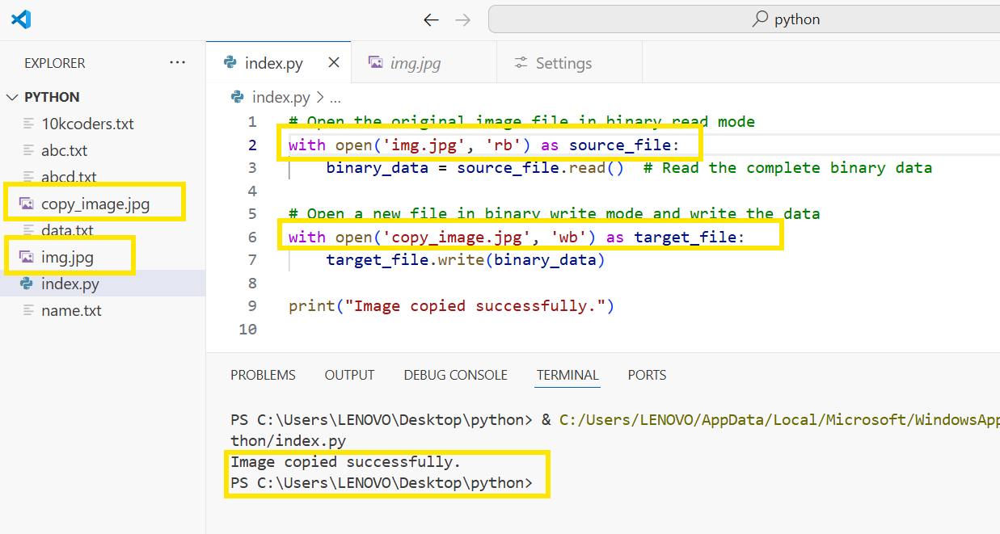 python
EXPLORER ...
PYTHON
10kcoders.txt
abc.txt
abcd.txt
copy_image.jpg
data.txt
img.jpg
index.py
name.txt
index.py
img.jpg
Settings
index.py > ...
1 # Open the original image file in binary read mode
2 with open('img.jpg', 'rb') as source_file:
3 binary_data = source_file.read()  # Read the complete binary data
4
5 # Open a new file in binary write mode and write the data
6 with open('copy_image.jpg', 'wb') as target_file:
7 target_file.write(binary_data)
8
9 print("Image copied successfully.")
10
PROBLEMS OUTPUT DEBUG CONSOLE TERMINAL PORTS
PS C:\Users\LENOVO\Desktop\python> & C:/Users/LENOVO/AppData/Local/Microsoft/WindowsApp
thon/index.py
Image copied successfully.
PS C:\Users\LENOVO\Desktop\python>